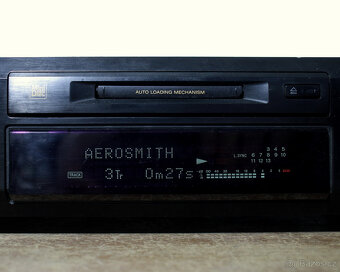 AUTO LOADING MECHANISM
AEROSMITH
L.SYNC
3 4 5
6 7 8 9 10
11 12 13
TRACK
3Tr 0m27s